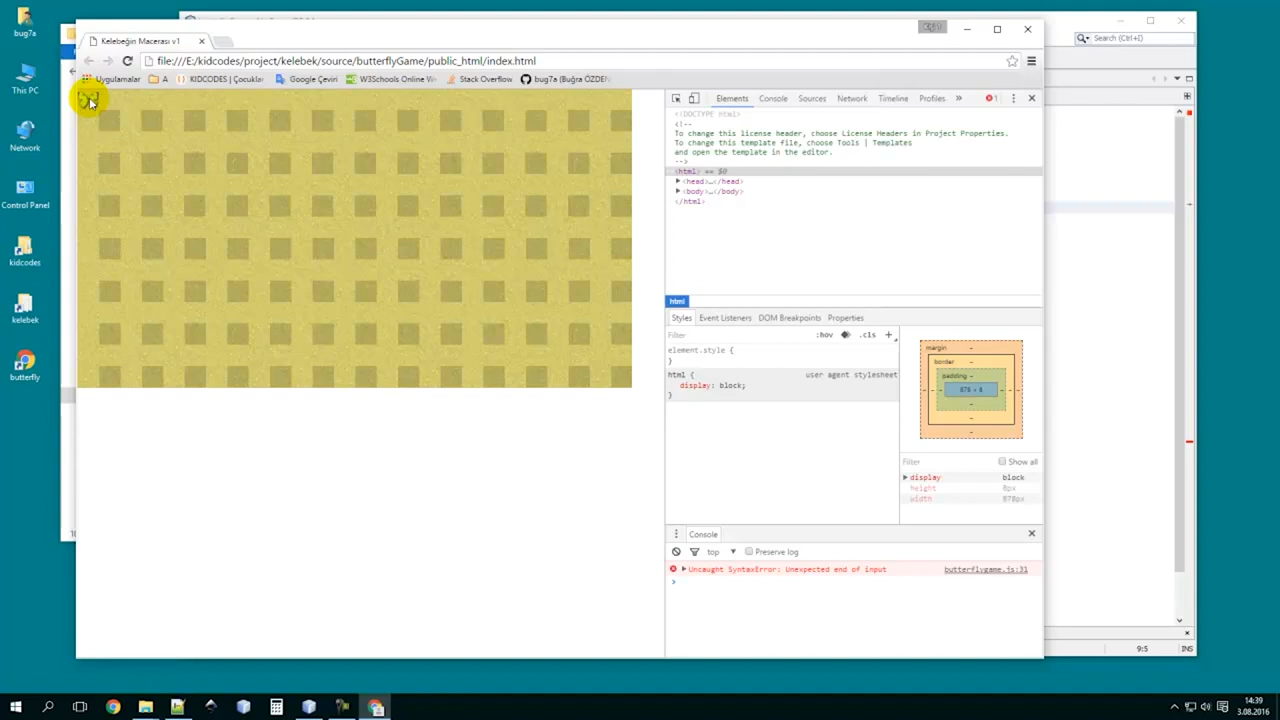 bug7a
This PC
Network
Control Panel
kidcodes
kelebek
butterfly
Search (Ctrl+I)
Kelebeğin Macerası v1
file:///E:/kidcodes/project/kelebek/source/butterflyGame/public_html/index.html
Uygulamalar
A
KIDCODES | Çocuklar
Google Çeviri
W3Schools Online We
Stack Overflow
bug7a (Buğra ÖZDEN
Elements Console Sources Network Timeline Profiles » 1
<!DOCTYPE html>
<!--
To change this license header, choose License Headers in Project Properties.
To change this template file, choose Tools | Templates
and open the template in the editor.
-->
<html> == $0
<head>…</head>
<body>…</body>
</html>
html
Styles Event Listeners DOM Breakpoints Properties
Filter :hov .cls +
element.style {
}
html { user agent stylesheet
display: block;
}
margin -
border -
padding -
Filter Show all
display block
height
width
Console
top Preserve log
Uncaught SyntaxError: Unexpected end of input butterflygame.js:31
>
9:5 INS
14:39
3.08.2016